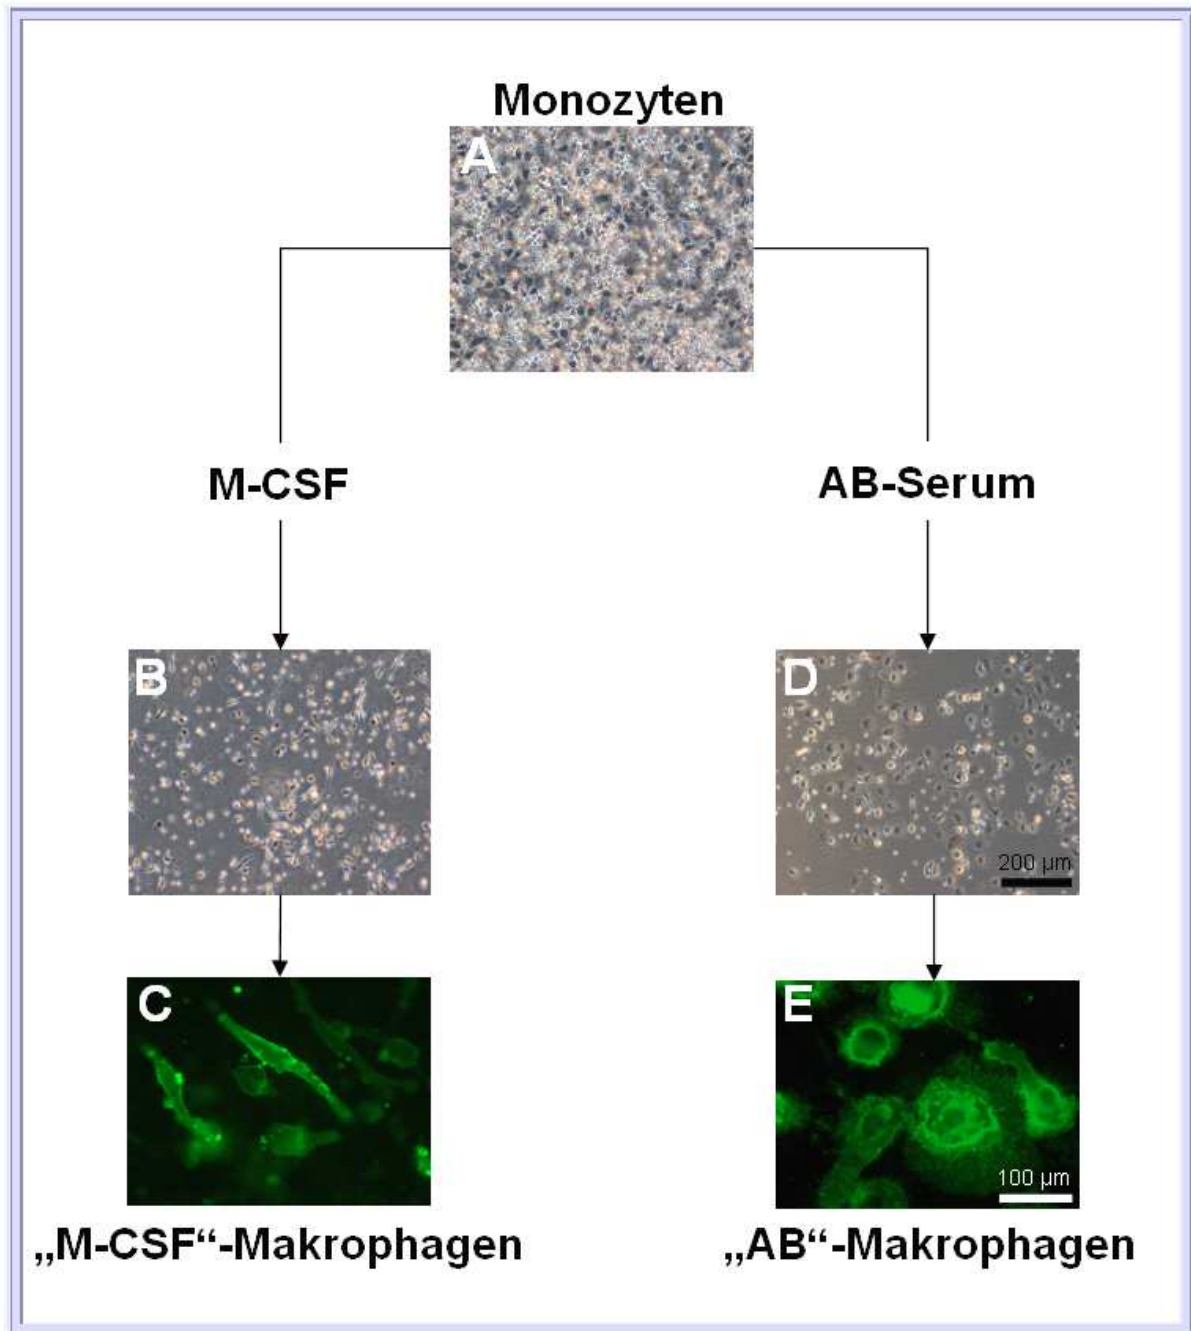 Monozyten
A
M-CSF
AB-Serum
B
D
200 µm
C
E
100 µm
„M-CSF“-Makrophagen
„AB“-Makrophagen